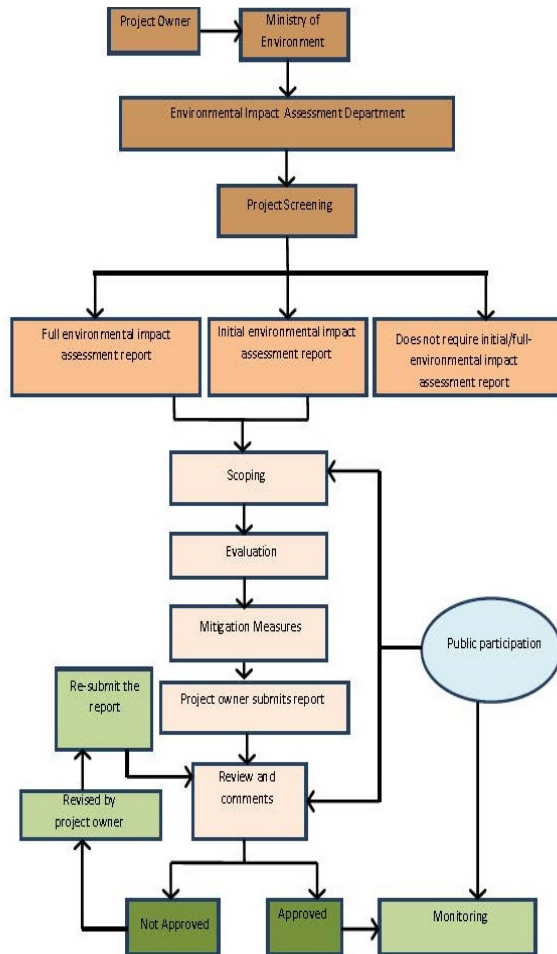 Project Owner
Ministry of
Environment
Environmental Impact Assessment Department
Project Screening
Full environmental impact
assessment report
Initial environmental impact
assessment report
Does not require initial/full-
environmental impact
assessment report
Scoping
Evaluation
Mitigation Measures
Public participation
Re-submit the
report
Project owner submits report
Review and
comments
Revised by
project owner
Not Approved
Approved
Monitoring